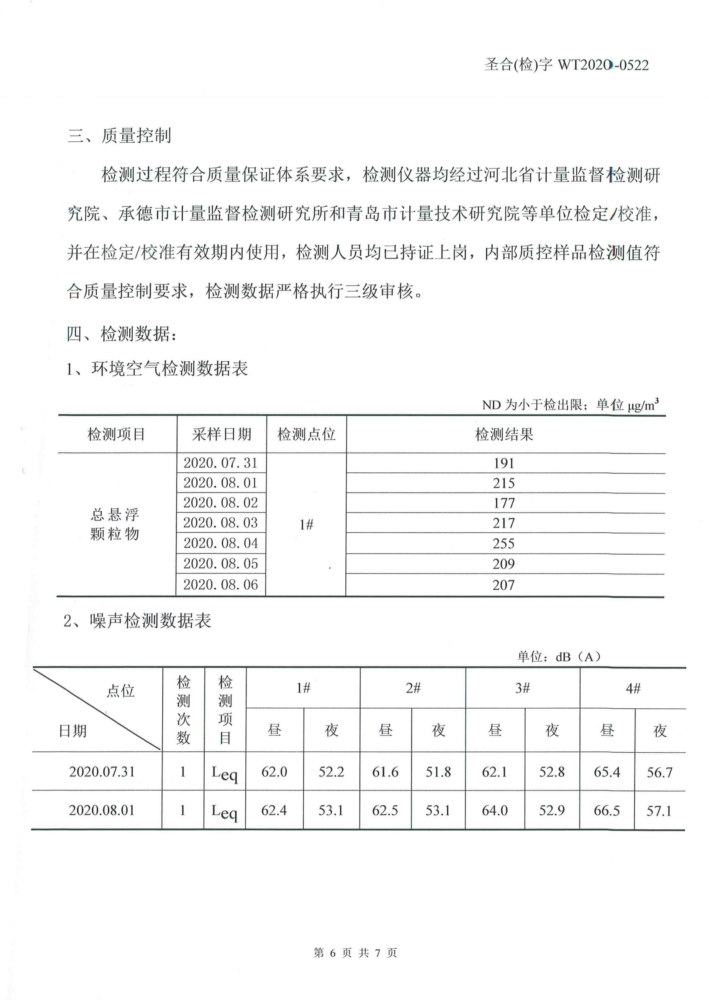 圣合(检)字 WT2020-0522
三、质量控制
检测过程符合质量保证体系要求，检测仪器均经过河北省计量监督检测研
究院、承德市计量监督检测研究所和青岛市计量技术研究院等单位检定/校准，
并在检定/校准有效期内使用，检测人员均已持证上岗，内部质控样品检测值符
合质量控制要求，检测数据严格执行三级审核。
四、检测数据：
1、环境空气检测数据表
ND 为小于检出限；单位 μg/m³
检测项目 采样日期 检测点位 检测结果
总悬浮颗粒物 1#
2020.07.31 191
2020.08.01 215
2020.08.02 177
2020.08.03 217
2020.08.04 255
2020.08.05 209
2020.08.06 207
2、噪声检测数据表
单位：dB（A）
点位 日期 检测次数 检测项目 1# 2# 3# 4#
昼 夜 昼 夜 昼 夜 昼 夜
2020.07.31 1 Leq 62.0 52.2 61.6 51.8 62.1 52.8 65.4 56.7
2020.08.01 1 Leq 62.4 53.1 62.5 53.1 64.0 52.9 66.5 57.1
第 6 页 共 7 页